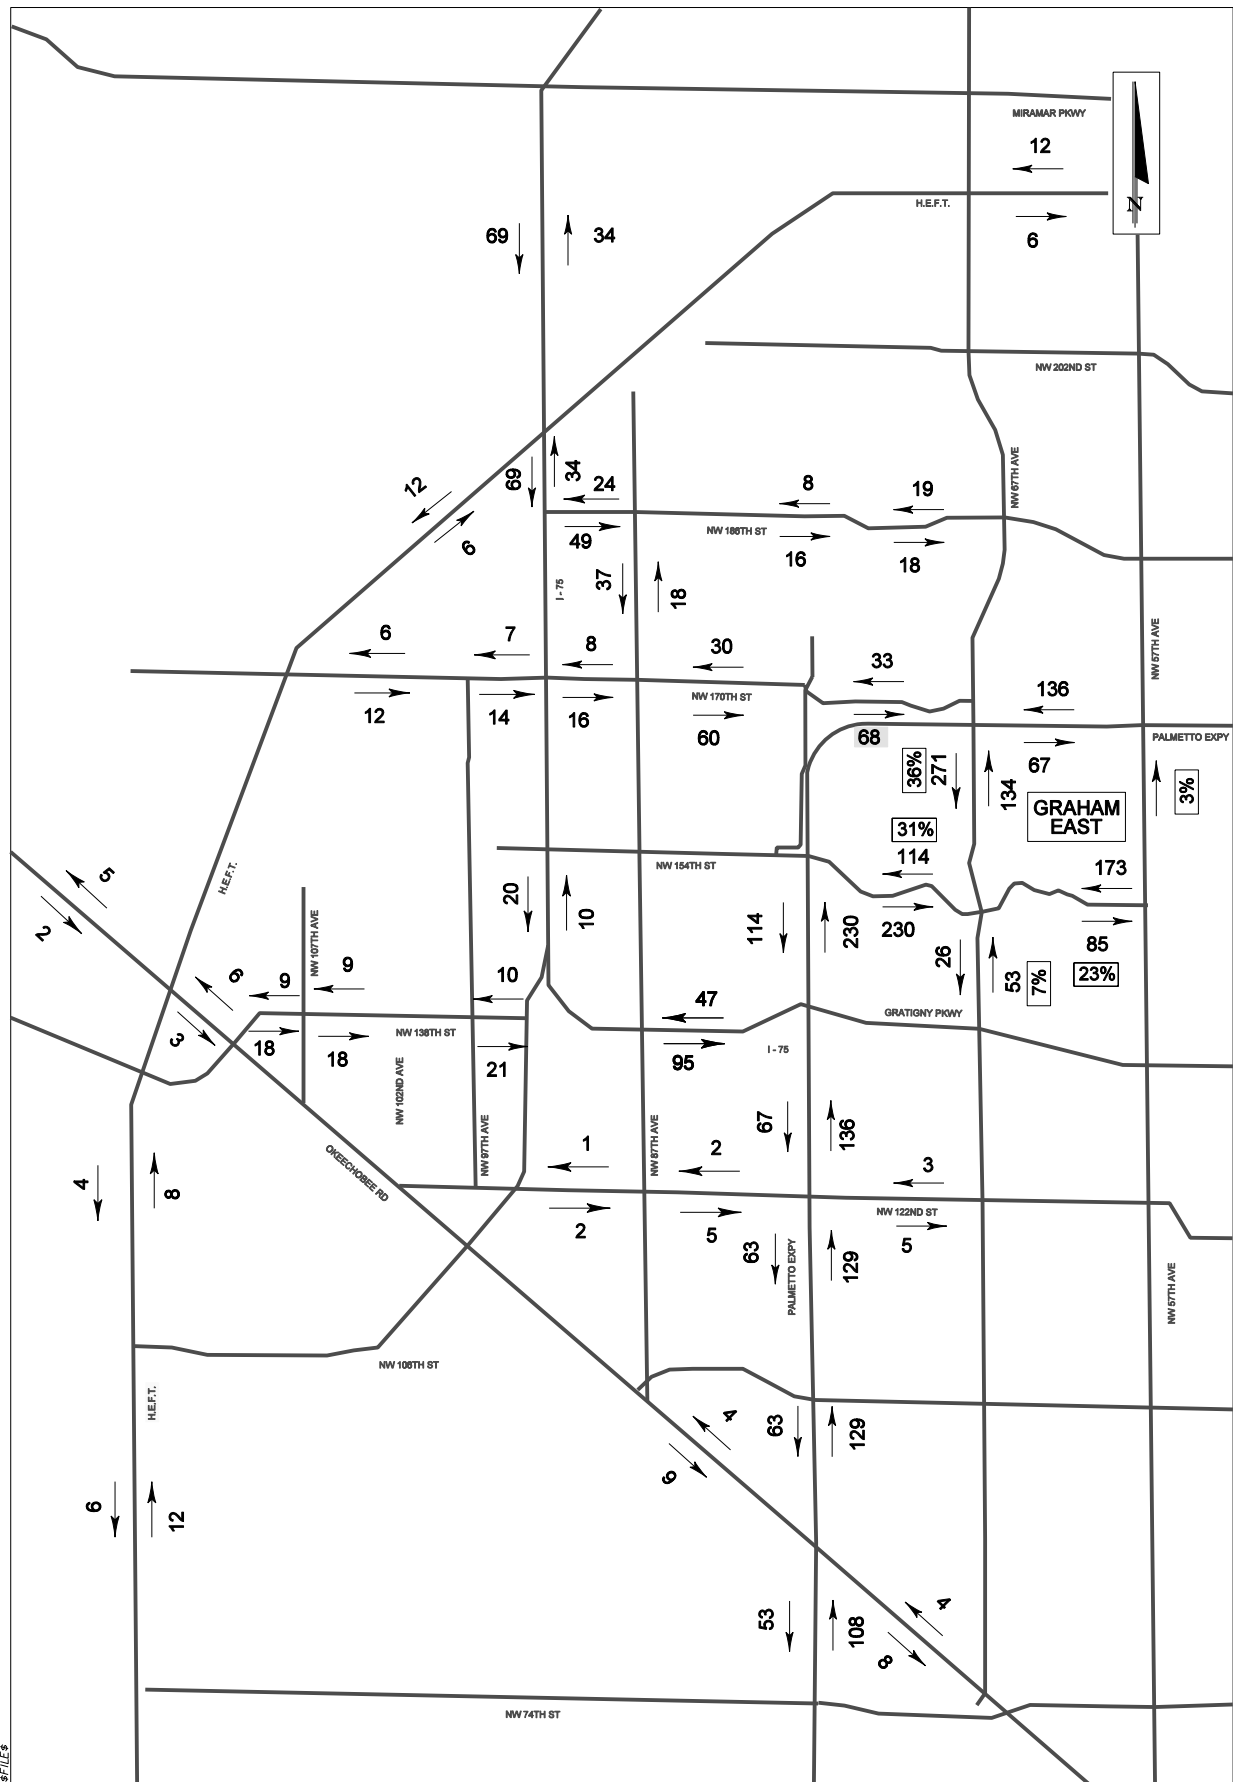 MIRAMAR PKWY
12
H.E.F.T.
N
69
34
6
NW 202ND ST
NW 67TH AVE
12
69
34
24
8
19
6
49
NW 186TH ST
16
18
I - 75
37
18
NW 57TH AVE
6
7
8
30
33
12
14
16
NW 170TH ST
60
68
136
PALMETTO EXPY
67
36%
271
134
3%
GRAHAM
EAST
31%
114
173
NW 154TH ST
H.E.F.T.
5
2
20
10
114
230
230
85
23%
26
53
7%
NW 107TH AVE
6
9
9
10
47
GRATIGNY PKWY
3
18
18
NW 138TH ST
21
95
I - 75
NW 102ND AVE
NW 97TH AVE
NW 87TH AVE
67
136
1
2
3
OKEECHOBEE RD
4
8
2
5
NW 122ND ST
5
63
PALMETTO EXPY
129
NW 57TH AVE
NW 106TH ST
H.E.F.T.
4
63
129
9
6
12
53
108
4
8
NW 74TH ST
$FILE$